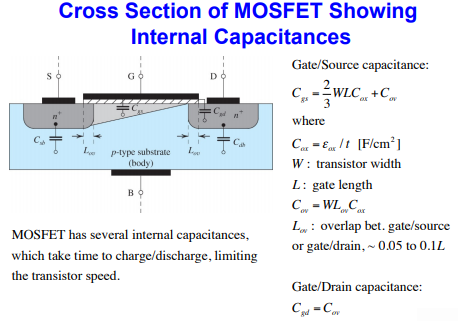 Cross Section of MOSFET Showing
Internal Capacitances
S G D
C_gs C_gd
n⁺ n⁺
C_sb C_db
L_ov p-type substrate L_ov
(body)
B
MOSFET has several internal capacitances,
which take time to charge/discharge, limiting
the transistor speed.
Gate/Source capacitance:
C_gs = 2/3 WLC_ox + C_ov
where
C_ox = ε_ox / t [F/cm²]
W : transistor width
L : gate length
C_ov = WL_ov C_ox
L_ov : overlap bet. gate/source
or gate/drain, ~ 0.05 to 0.1L
Gate/Drain capacitance:
C_gd = C_ov